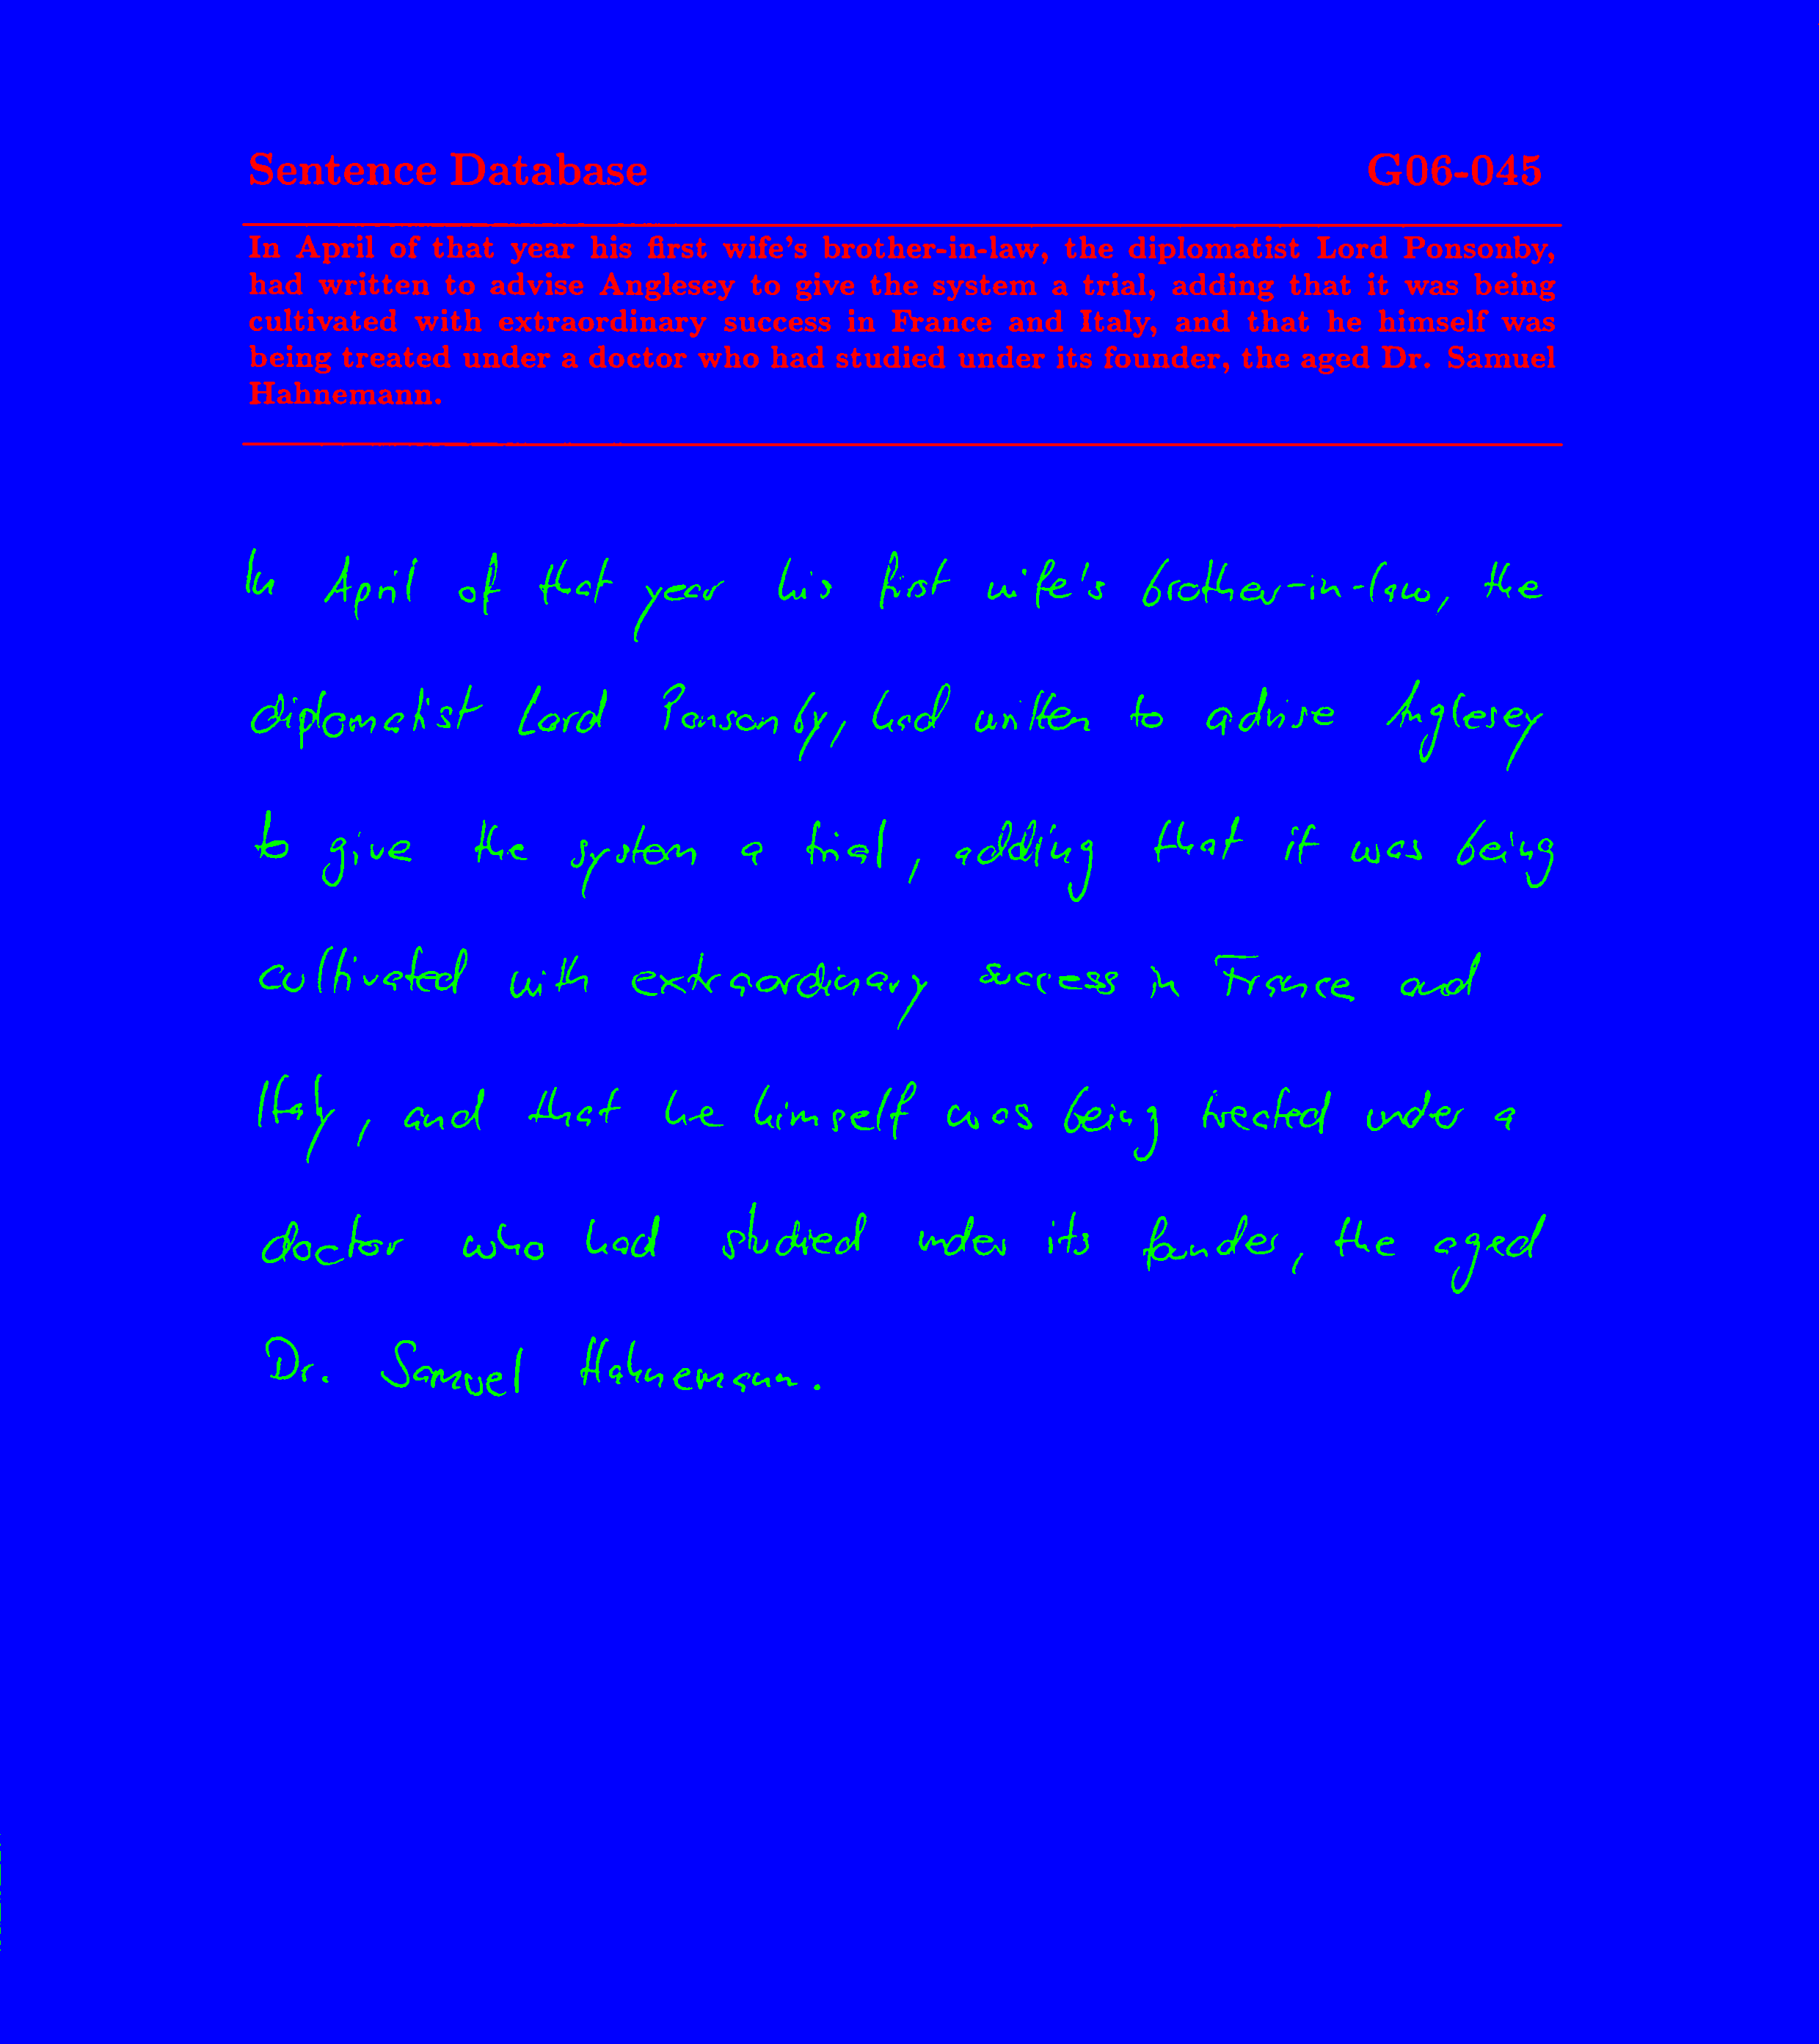 Sentence Database G06-045
In April of that year his first wife's brother-in-law, the diplomatist Lord Ponsonby,
had written to advise Anglesey to give the system a trial, adding that it was being
cultivated with extraordinary success in France and Italy, and that he himself was
being treated under a doctor who had studied under its founder, the aged Dr. Samuel
Hahnemann.
In April of that year his first wife's brother-in-law, the
diplomatist Lord Ponsonby, had written to advise Anglesey
to give the system a trial, adding that it was being
cultivated with extraordinary success in France and
Italy, and that he himself was being treated under a
doctor who had studied under its founder, the aged
Dr. Samuel Hahnemann.